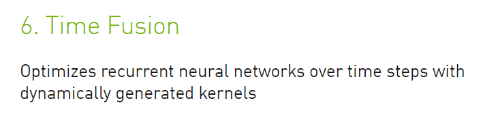 6. Time Fusion
Optimizes recurrent neural networks over time steps with
dynamically generated kernels